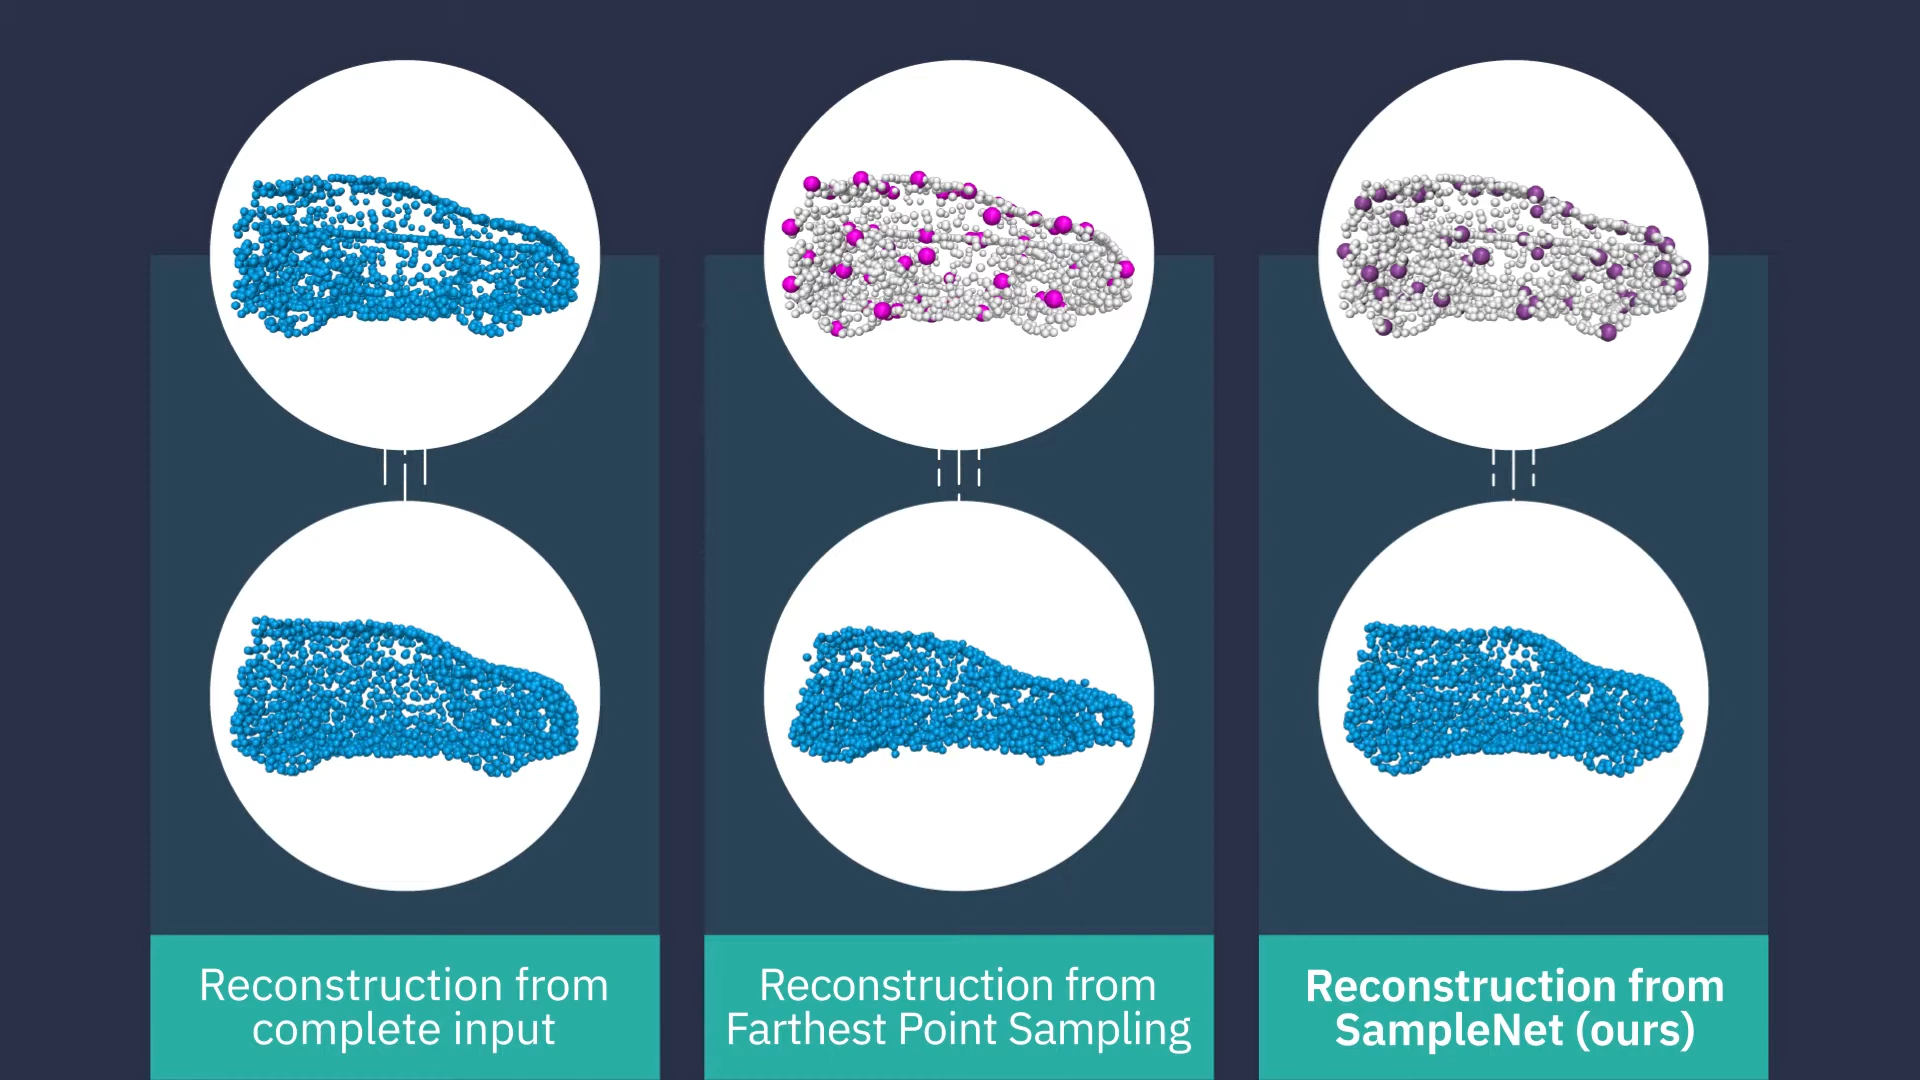 Reconstruction from
complete input
Reconstruction from
Farthest Point Sampling
Reconstruction from
SampleNet (ours)